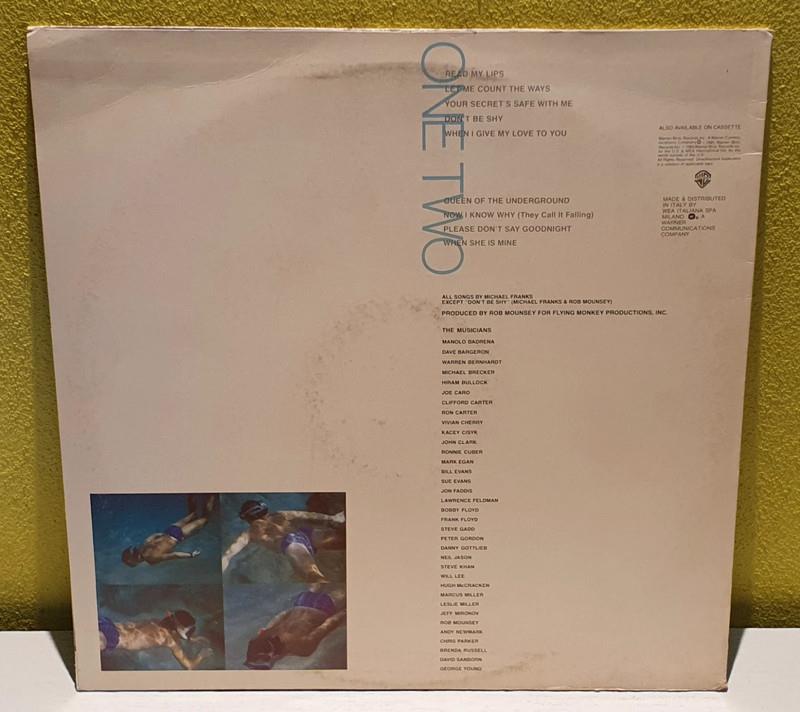 ONE TWO
READ MY LIPS
LET ME COUNT THE WAYS
YOUR SECRET'S SAFE WITH ME
DON'T BE SHY
WHEN I GIVE MY LOVE TO YOU
QUEEN OF THE UNDERGROUND
NOW I KNOW WHY (They Call It Falling)
PLEASE DON'T SAY GOODNIGHT
WHEN SHE IS MINE
ALSO AVAILABLE ON CASSETTE
MADE & DISTRIBUTED
IN ITALY BY
WEA ITALIANA SPA
MILANO A
WARNER
COMMUNICATIONS
COMPANY
ALL SONGS BY MICHAEL FRANKS
EXCEPT "DON'T BE SHY" (MICHAEL FRANKS & ROB MOUNSEY)
PRODUCED BY ROB MOUNSEY FOR FLYING MONKEY PRODUCTIONS, INC.
THE MUSICIANS
MANOLO BADRENA
DAVE BARGERON
WARREN BERNHARDT
MICHAEL BRECKER
HIRAM BULLOCK
JOE CARO
CLIFFORD CARTER
RON CARTER
VIVIAN CHERRY
KACEY CISYK
JOHN CLARK
RONNIE CUBER
MARK EGAN
BILL EVANS
SUE EVANS
JON FADDIS
LAWRENCE FELDMAN
BOBBY FLOYD
FRANK FLOYD
STEVE GADD
PETER GORDON
DANNY GOTTLIEB
NEIL JASON
STEVE KHAN
WILL LEE
HUGH McCRACKEN
MARCUS MILLER
LESLIE MILLER
JEFF MIRONOV
ROB MOUNSEY
ANDY NEWMARK
CHRIS PARKER
BRENDA RUSSELL
DAVID SANBORN
GEORGE YOUNG